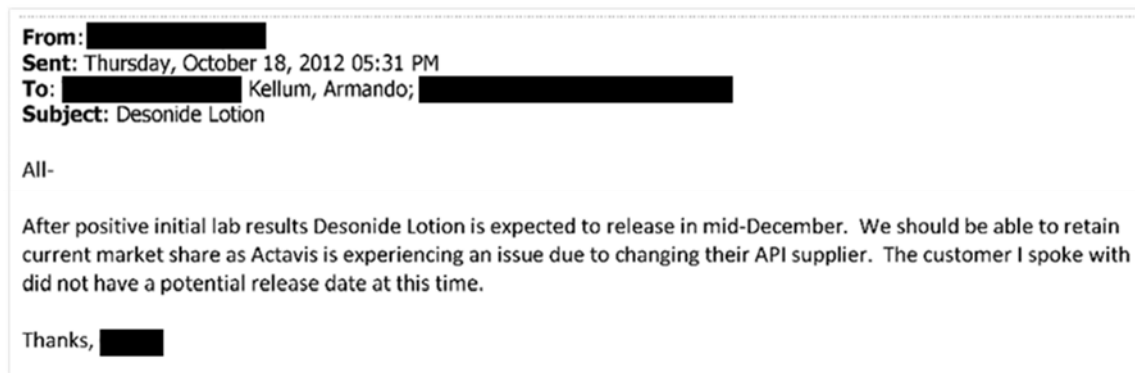 From:
Sent: Thursday, October 18, 2012 05:31 PM
To: Kellum, Armando;
Subject: Desonide Lotion
All-
After positive initial lab results Desonide Lotion is expected to release in mid-December.  We should be able to retain
current market share as Actavis is experiencing an issue due to changing their API supplier.  The customer I spoke with
did not have a potential release date at this time.
Thanks,